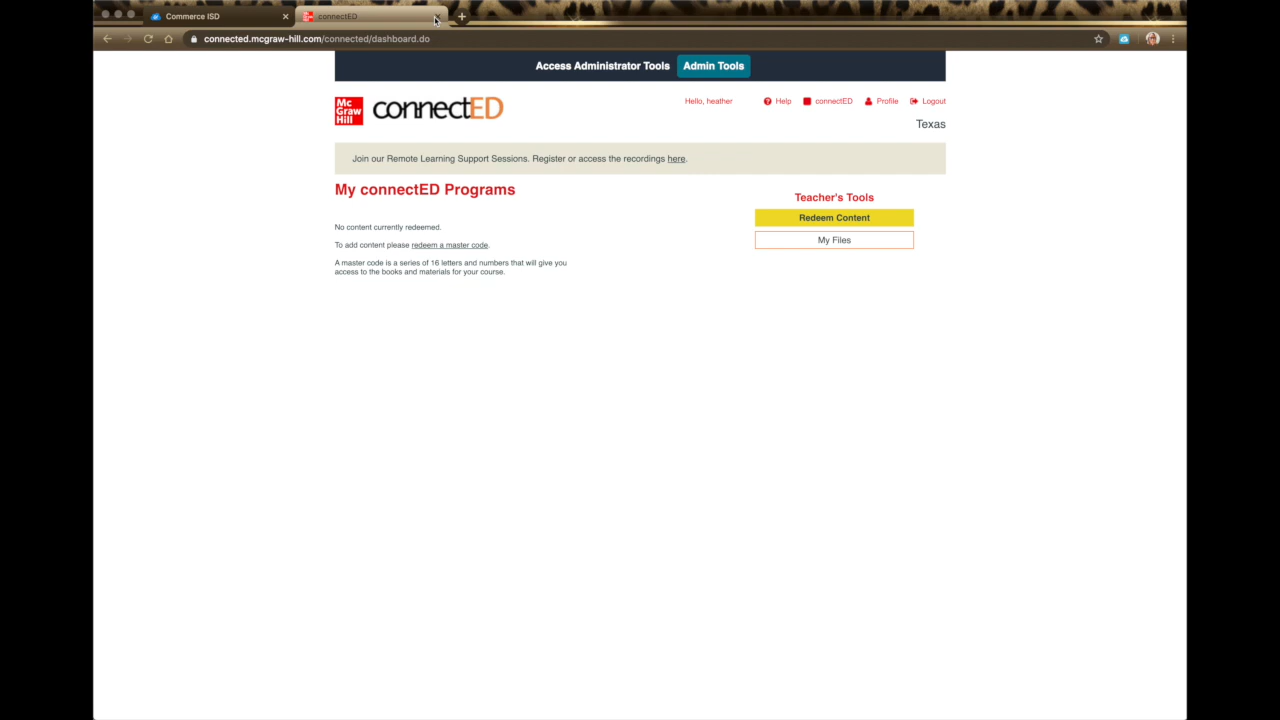 Commerce ISD
connectED
connected.mcgraw-hill.com/connected/dashboard.do
Access Administrator Tools Admin Tools
Mc Graw Hill connectED
Hello, heather Help connectED Profile Logout
Texas
Join our Remote Learning Support Sessions. Register or access the recordings here.
My connectED Programs
No content currently redeemed.
To add content please redeem a master code.
A master code is a series of 16 letters and numbers that will give you
access to the books and materials for your course.
Teacher's Tools
Redeem Content
My Files